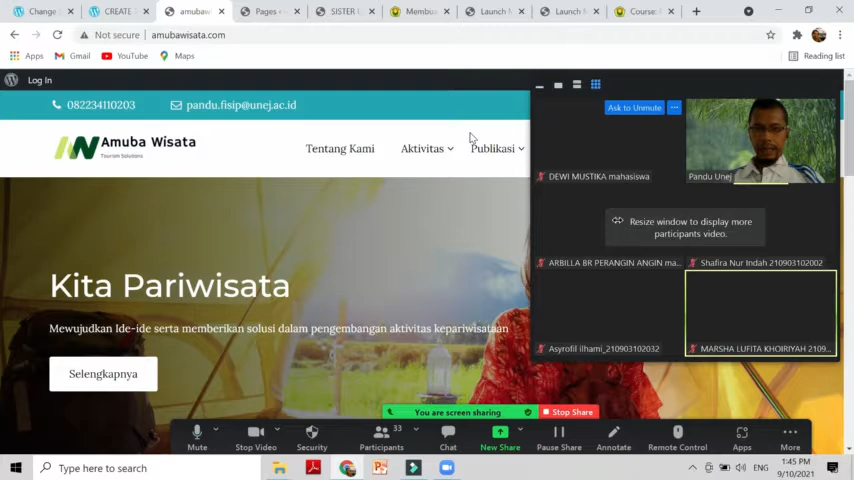 Change
CREATE
amubaw
Pages -
SISTER
Membua
Launch M
Launch M
Course:
Not secure
amubawisata.com
Apps
Gmail
YouTube
Maps
Reading list
Log In
082234110203
pandu.fisip@unej.ac.id
Amuba Wisata
Tourism Solutions
Tentang Kami
Aktivitas
Publikasi
Ask to Unmute
DEWI MUSTIKA mahasiswa
Pandu Unej
Resize window to display more
participants video.
ARBILLA BR PERANGIN ANGIN ma...
Shafira Nur Indah 210903102002
Asyrofil ilhami_210903102032
MARSHA LUFITA KHOIRIYAH 2109...
Kita Pariwisata
Mewujudkan Ide-ide serta memberikan solusi dalam pengembangan aktivitas kepariwisataan
Selengkapnya
You are screen sharing
Stop Share
33
Mute
Stop Video
Security
Participants
Chat
New Share
Pause Share
Annotate
Remote Control
Apps
More
Type here to search
ENG
1:45 PM
9/10/2021